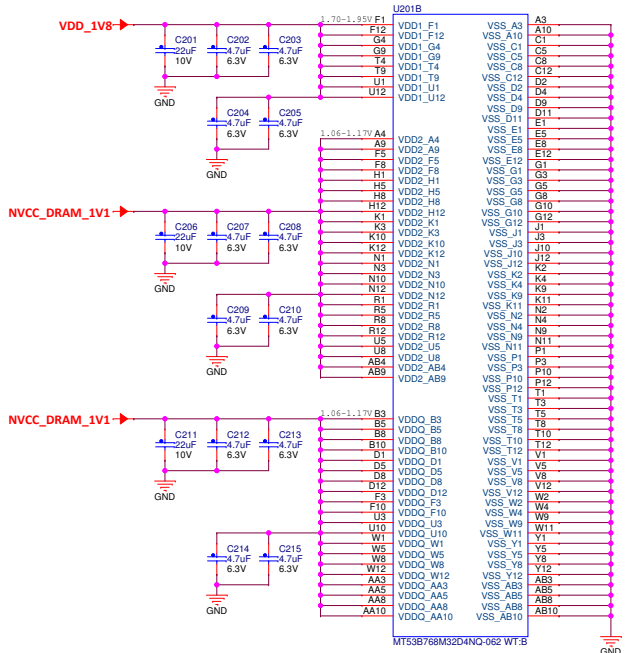 U201B
VDD_1V8
C201
22uF
10V
C202
4.7uF
6.3V
C203
4.7uF
6.3V
GND
C204
4.7uF
6.3V
C205
4.7uF
6.3V
GND
1.70-1.95V
F1 VDD1_F1
F12 VDD1_F12
G4 VDD1_G4
G9 VDD1_G9
T4 VDD1_T4
T9 VDD1_T9
U1 VDD1_U1
U12 VDD1_U12
NVCC_DRAM_1V1
C206
22uF
10V
C207
4.7uF
6.3V
C208
4.7uF
6.3V
GND
C209
4.7uF
6.3V
C210
4.7uF
6.3V
GND
1.06-1.17V
A4 VDD2_A4
A9 VDD2_A9
F5 VDD2_F5
F8 VDD2_F8
H1 VDD2_H1
H5 VDD2_H5
H8 VDD2_H8
H12 VDD2_H12
K1 VDD2_K1
K3 VDD2_K3
K10 VDD2_K10
K12 VDD2_K12
N1 VDD2_N1
N3 VDD2_N3
N10 VDD2_N10
N12 VDD2_N12
R1 VDD2_R1
R5 VDD2_R5
R8 VDD2_R8
R12 VDD2_R12
U5 VDD2_U5
U8 VDD2_U8
AB4 VDD2_AB4
AB9 VDD2_AB9
NVCC_DRAM_1V1
C211
22uF
10V
C212
4.7uF
6.3V
C213
4.7uF
6.3V
GND
C214
4.7uF
6.3V
C215
4.7uF
6.3V
GND
1.06-1.17V
B3 VDDQ_B3
B5 VDDQ_B5
B8 VDDQ_B8
B10 VDDQ_B10
D1 VDDQ_D1
D5 VDDQ_D5
D8 VDDQ_D8
D12 VDDQ_D12
F3 VDDQ_F3
F10 VDDQ_F10
U3 VDDQ_U3
U10 VDDQ_U10
W1 VDDQ_W1
W5 VDDQ_W5
W8 VDDQ_W8
W12 VDDQ_W12
AA3 VDDQ_AA3
AA5 VDDQ_AA5
AA8 VDDQ_AA8
AA10 VDDQ_AA10
VSS_A3 A3
VSS_A10 A10
VSS_C1 C1
VSS_C5 C5
VSS_C8 C8
VSS_C12 C12
VSS_D2 D2
VSS_D4 D4
VSS_D9 D9
VSS_D11 D11
VSS_E1 E1
VSS_E5 E5
VSS_E8 E8
VSS_E12 E12
VSS_G1 G1
VSS_G3 G3
VSS_G5 G5
VSS_G8 G8
VSS_G10 G10
VSS_G12 G12
VSS_J1 J1
VSS_J3 J3
VSS_J10 J10
VSS_J12 J12
VSS_K2 K2
VSS_K4 K4
VSS_K9 K9
VSS_K11 K11
VSS_N2 N2
VSS_N4 N4
VSS_N9 N9
VSS_N11 N11
VSS_P1 P1
VSS_P3 P3
VSS_P10 P10
VSS_P12 P12
VSS_T1 T1
VSS_T3 T3
VSS_T5 T5
VSS_T8 T8
VSS_T10 T10
VSS_T12 T12
VSS_V1 V1
VSS_V5 V5
VSS_V8 V8
VSS_V12 V12
VSS_W2 W2
VSS_W4 W4
VSS_W9 W9
VSS_W11 W11
VSS_Y1 Y1
VSS_Y5 Y5
VSS_Y8 Y8
VSS_Y12 Y12
VSS_AB3 AB3
VSS_AB5 AB5
VSS_AB8 AB8
VSS_AB10 AB10
MT53B768M32D4NQ-062 WT:B
GND